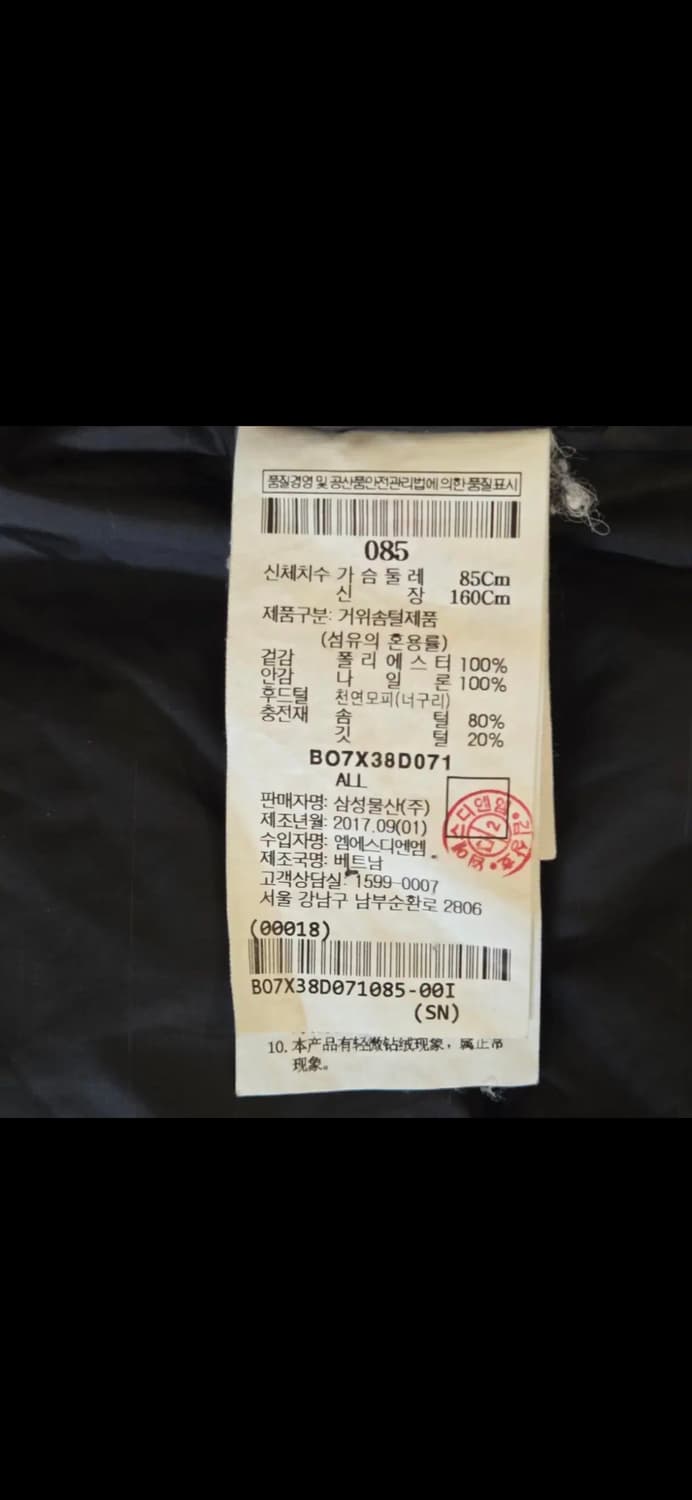 품질경영 및 공산품안전관리법에 의한 품질표시
085
신체치수 가슴둘레 85Cm
신장 160Cm
제품구분: 거위솜털제품
(섬유의 혼용률)
겉감 폴리에스터 100%
안감 나일론 100%
후드털 천연모피(너구리)
충전재 솜털 80%
깃털 20%
BO7X38D071
ALL
판매자명: 삼성물산(주)
제조년월: 2017.09(01)
수입자명: 엠에스디엔엠
제조국명: 베트남
고객상담실: 1599-0007
서울 강남구 남부순환로 2806
(00018)
BO7X38D071085-00I
(SN)
10. 本产品有轻微钻绒现象，属正常
现象。